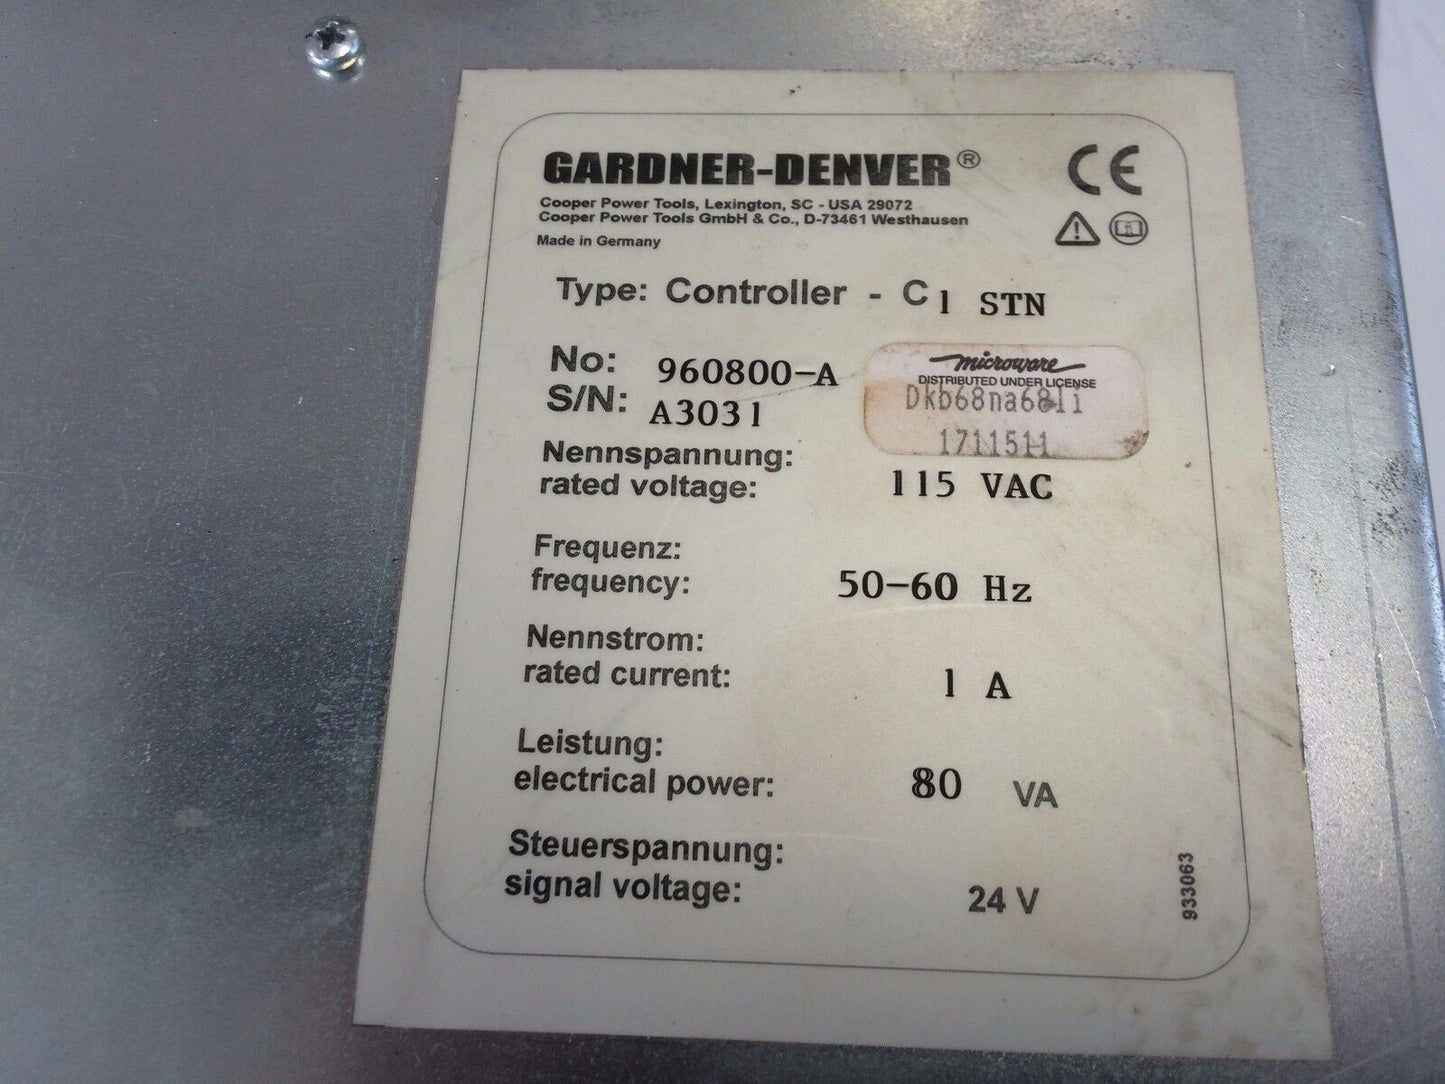 GARDNER-DENVER® CE
Cooper Power Tools, Lexington, SC - USA 29072
Cooper Power Tools GmbH & Co., D-73461 Westhausen
Made in Germany
Type: Controller - C1 STN
No: 960800-A
S/N: A3031
microware
DISTRIBUTED UNDER LICENSE
Dkb68na68Ii
1711511
Nennspannung:
rated voltage: 115 VAC
Frequenz:
frequency: 50-60 Hz
Nennstrom:
rated current: 1 A
Leistung:
electrical power: 80 VA
Steuerspannung:
signal voltage: 24 V
933063